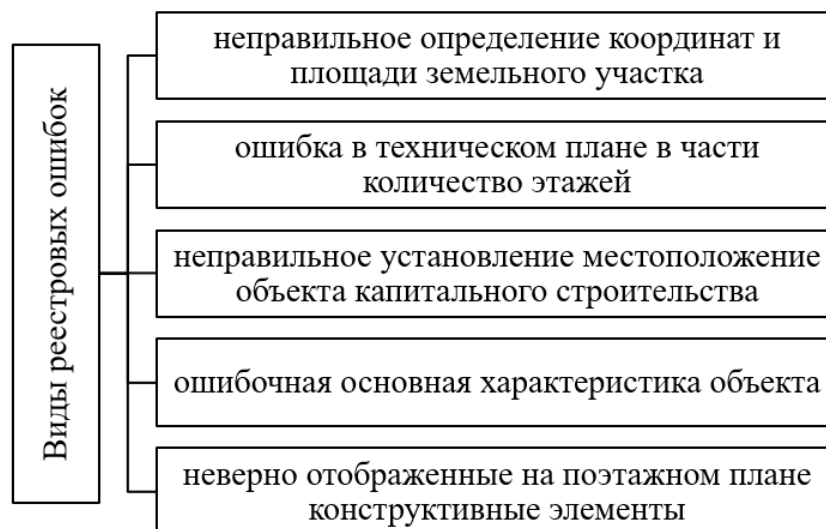 Виды реестровых ошибок
неправильное определение координат и
площади земельного участка
ошибка в техническом плане в части
количество этажей
неправильное установление местоположение
объекта капитального строительства
ошибочная основная характеристика объекта
неверно отображенные на поэтажном плане
конструктивные элементы